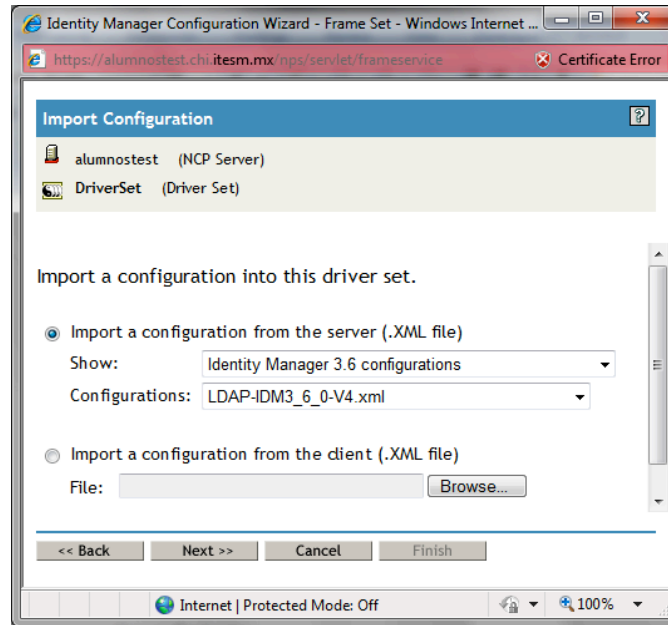 Identity Manager Configuration Wizard - Frame Set - Windows Internet ...
https://alumnostest.chi.itesm.mx/nps/servlet/frameservice Certificate Error
Import Configuration ?
alumnostest (NCP Server)
DriverSet (Driver Set)
Import a configuration into this driver set.
Import a configuration from the server (.XML file)
Show: Identity Manager 3.6 configurations
Configurations: LDAP-IDM3_6_0-V4.xml
Import a configuration from the client (.XML file)
File: Browse...
<< Back Next >> Cancel Finish
Internet | Protected Mode: Off 100%